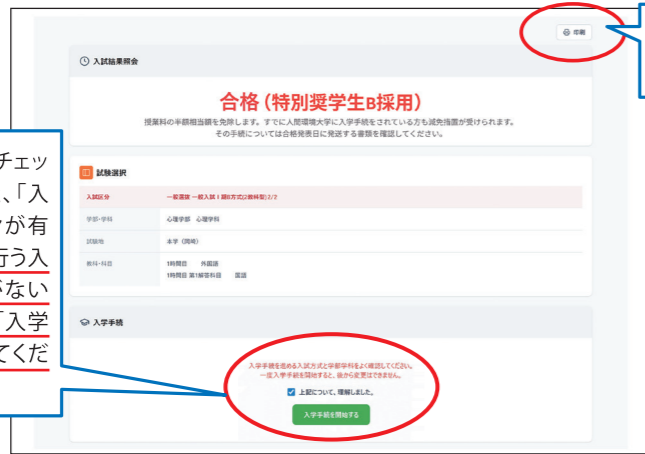 印刷
入試結果照会
合格（特別奨学生B採用）
授業料の半額相当額を免除します。すでに人間環境大学に入学手続をされている方も減免措置が受けられます。
その手続については合格発表日に発送する書類を確認してください。
チェッ
、「入
が有
行う入
がない
「入学
てくだ
試験選択
入試区分 一般選抜 一般入試Ⅰ期B方式(2教科型)2/2
学部・学科 心理学部 心理学科
試験地 本学（岡崎）
教科・科目 1時間目 外国語
1時間目 第1解答科目 国語
入学手続
入学手続を進める入試方式と学部学科をよく確認してください。
一度入学手続を開始すると、後から変更はできません。
上記について、理解しました。
入学手続を開始する